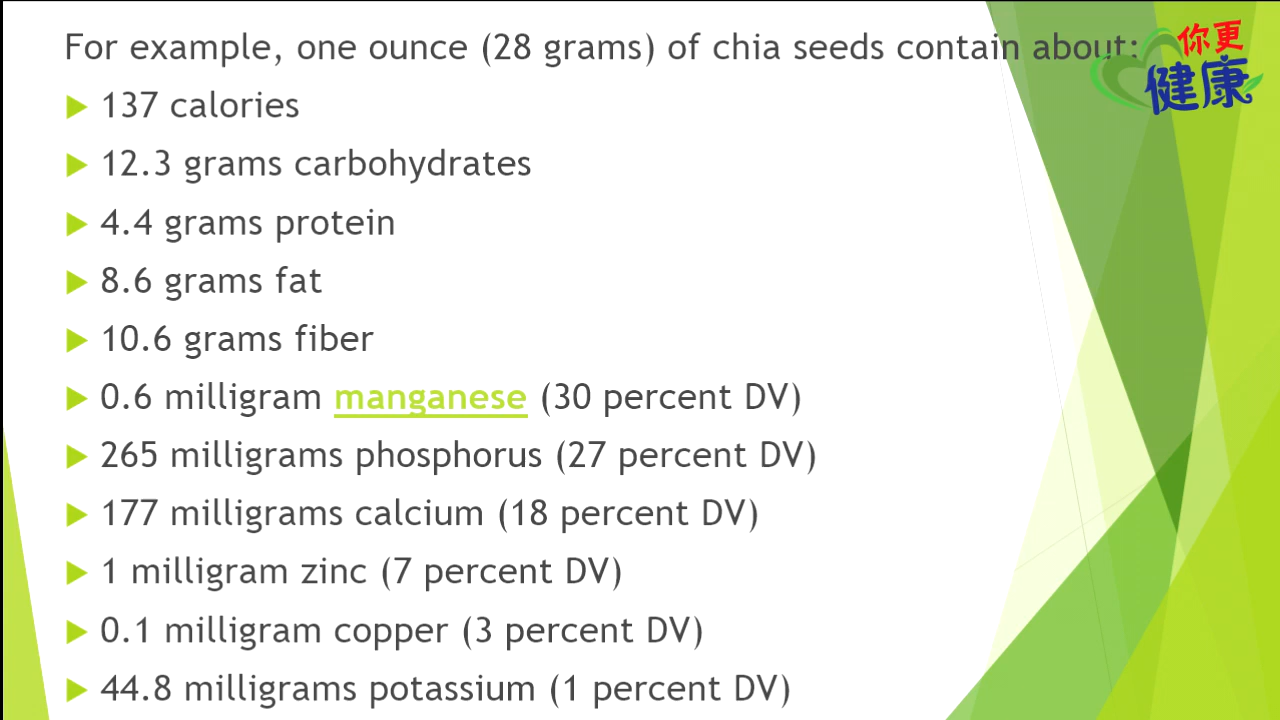 For example, one ounce (28 grams) of chia seeds contain about:
137 calories
12.3 grams carbohydrates
4.4 grams protein
8.6 grams fat
10.6 grams fiber
0.6 milligram manganese (30 percent DV)
265 milligrams phosphorus (27 percent DV)
177 milligrams calcium (18 percent DV)
1 milligram zinc (7 percent DV)
0.1 milligram copper (3 percent DV)
44.8 milligrams potassium (1 percent DV)
你更
健康